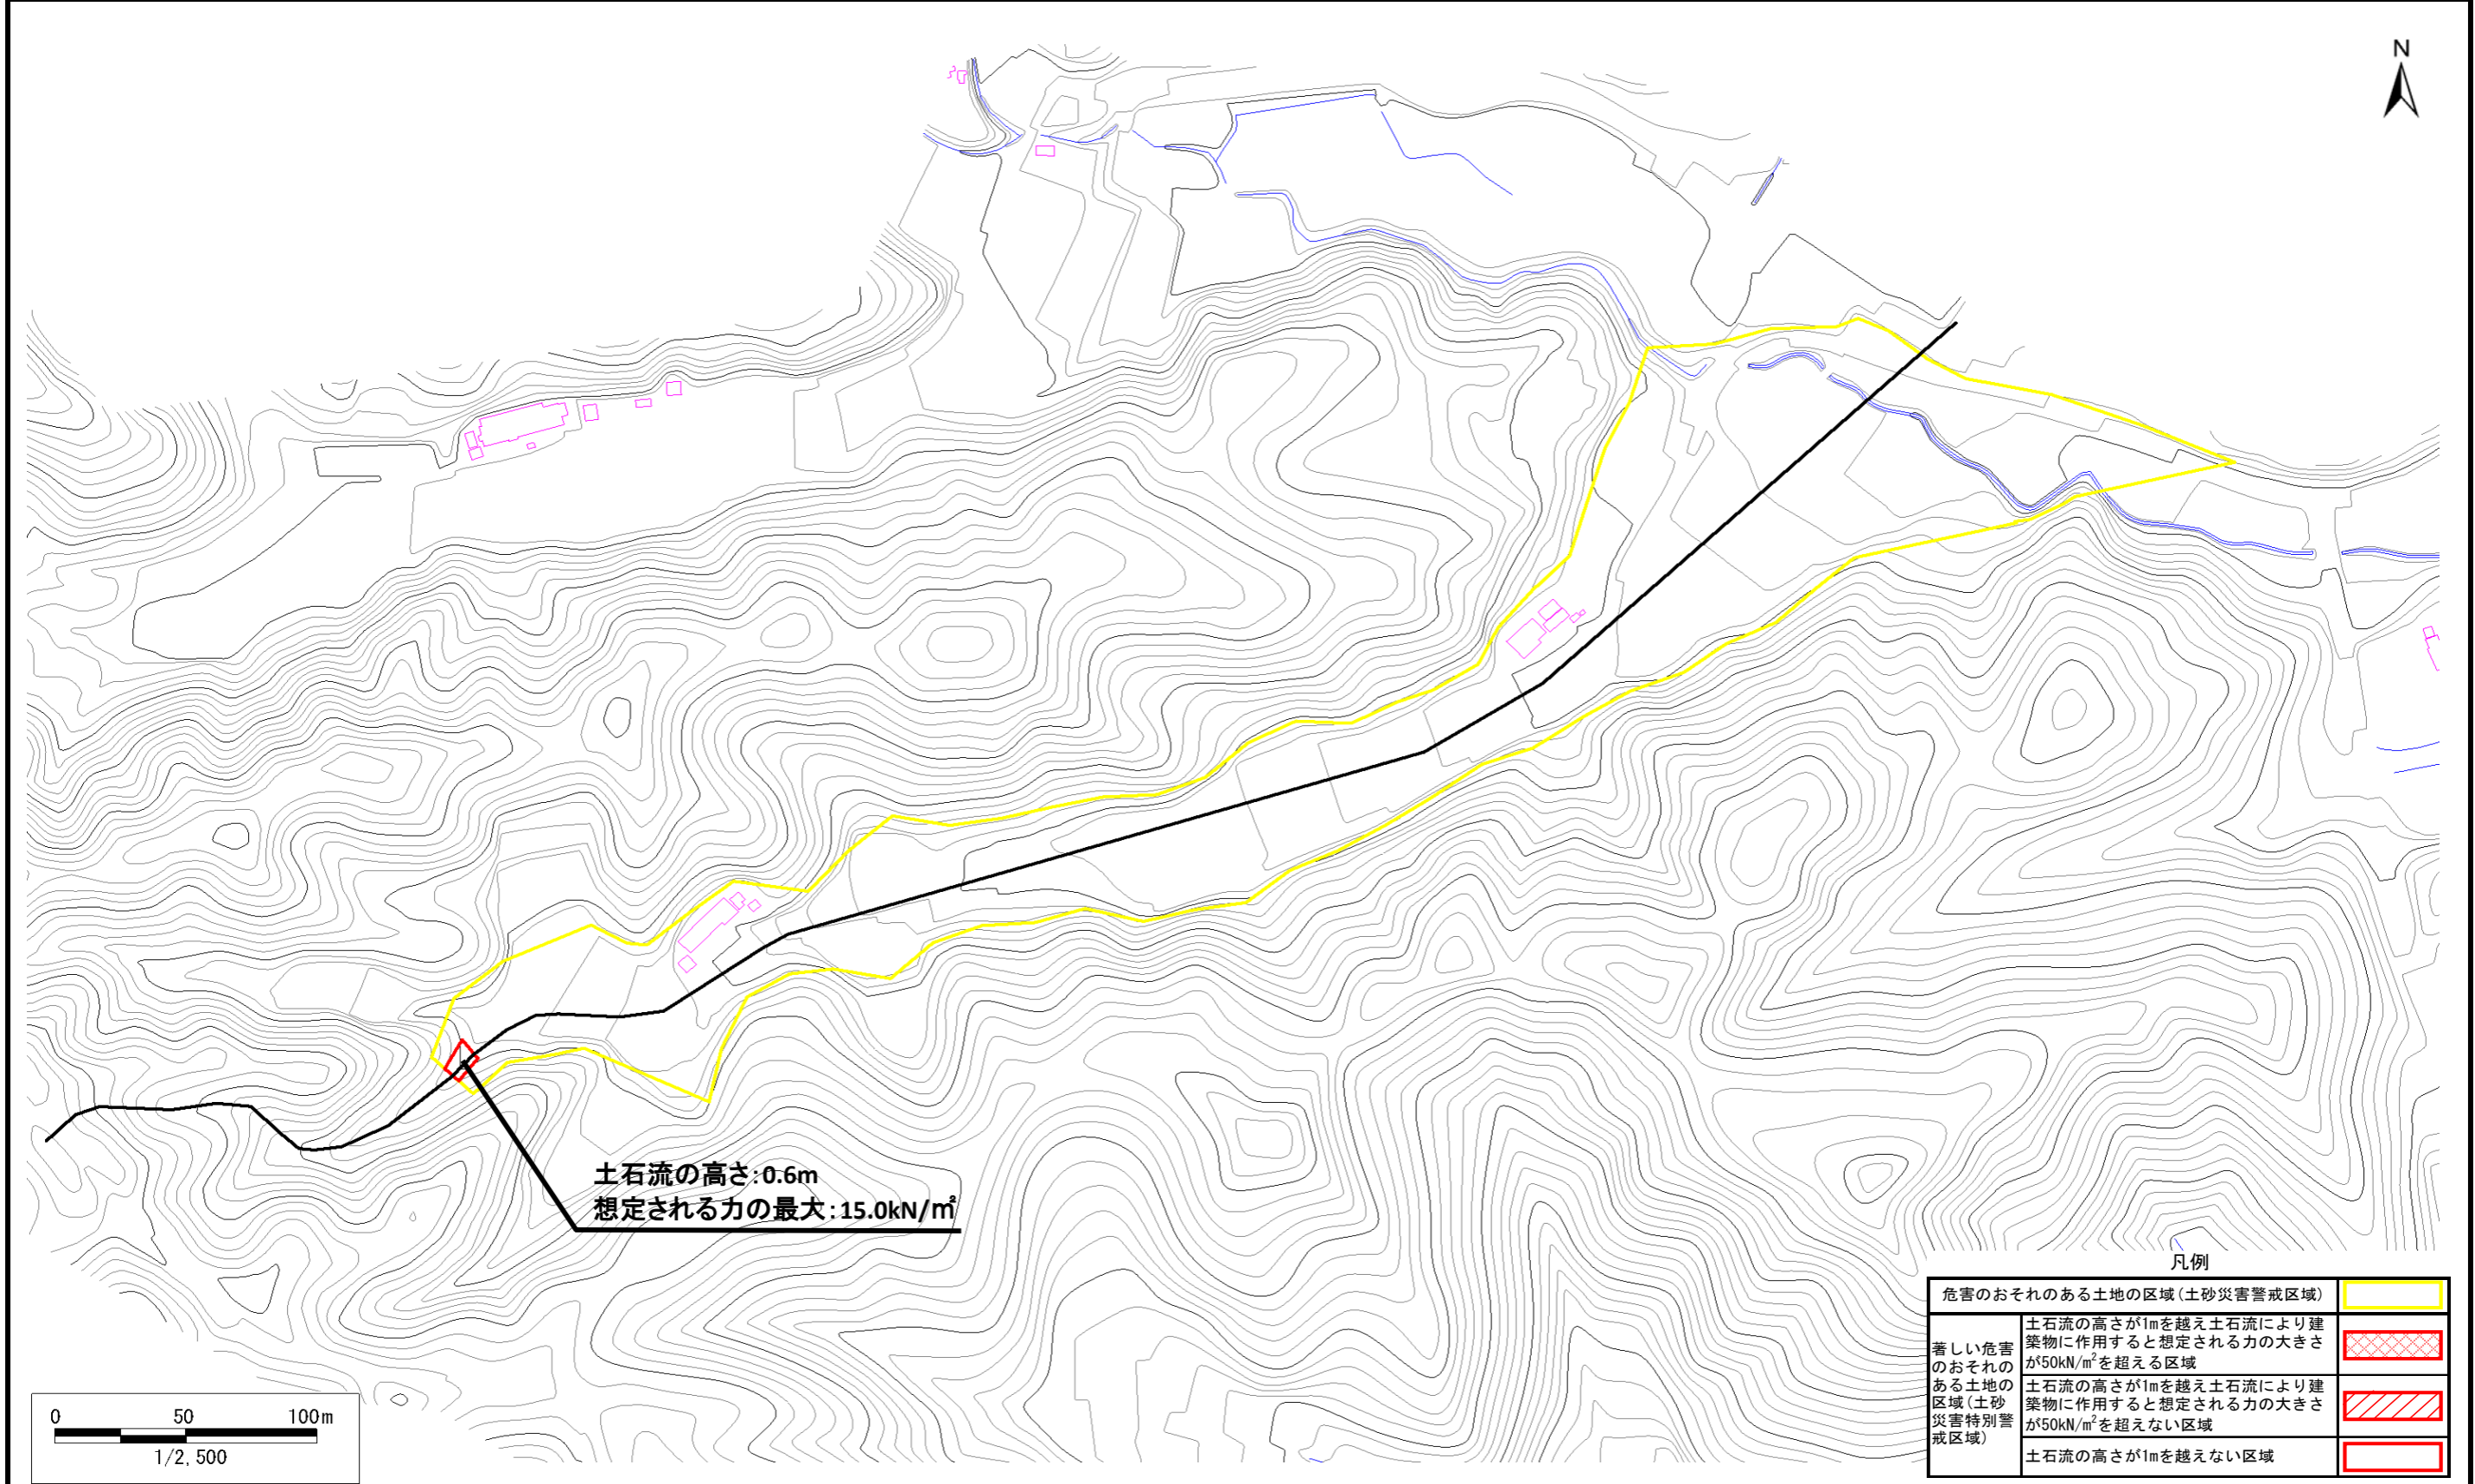 N
土石流の高さ:0.6m
想定される力の最大:15.0kN/㎡
凡例
危害のおそれのある土地の区域(土砂災害警戒区域)
著しい危害
のおそれの
ある土地の
区域(土砂
災害特別警
戒区域)
土石流の高さが1mを越え土石流により建
築物に作用すると想定される力の大きさ
が50kN/㎡を超える区域
土石流の高さが1mを越え土石流により建
築物に作用すると想定される力の大きさ
が50kN/㎡を超えない区域
土石流の高さが1mを越えない区域
0 50 100m
1/2,500